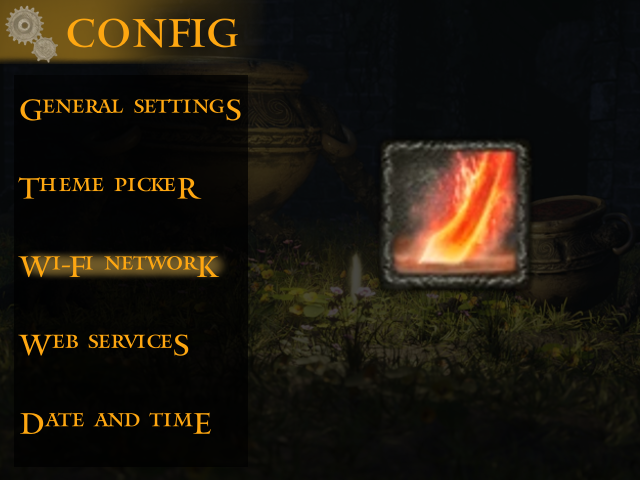 CONFIG
General settings
Theme picker
Wi-Fi network
Web services
Date and time